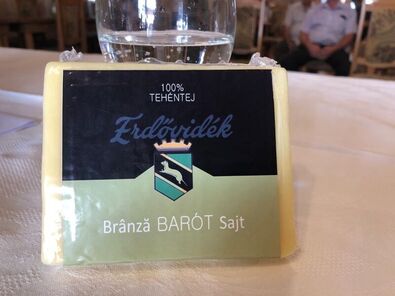 100%
TEHÉNTEJ
Erdővidék
Brânză BARÓT Sajt